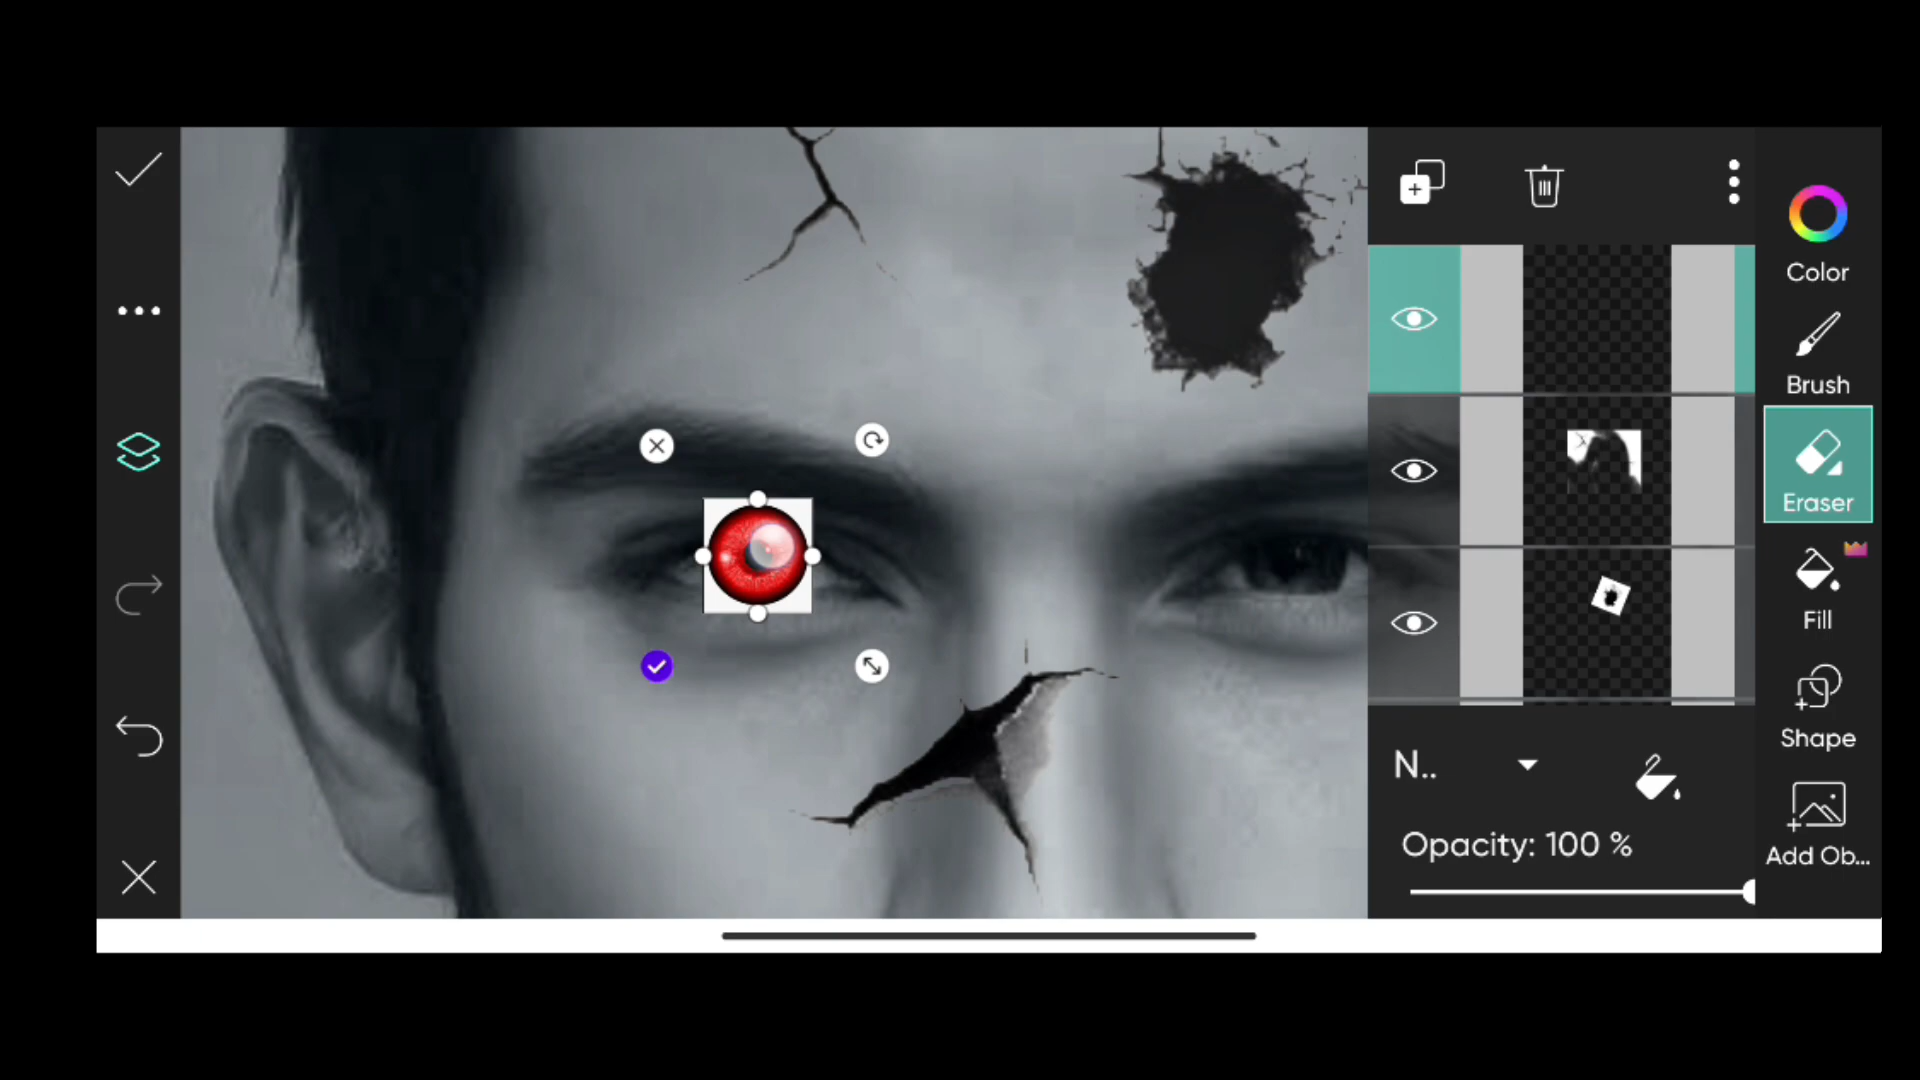 Color
Brush
Eraser
Fill
Shape
Add Ob...
N..
Opacity: 100 %